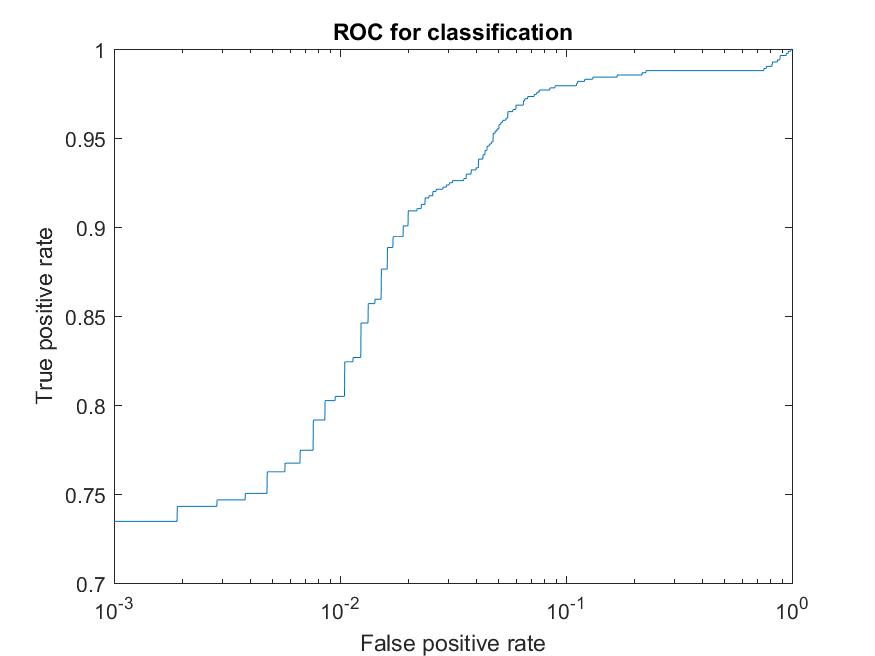 ROC for classification
1
0.95
0.9
0.85
0.8
0.75
0.7
True positive rate
10^-3 10^-2 10^-1 10^0
False positive rate